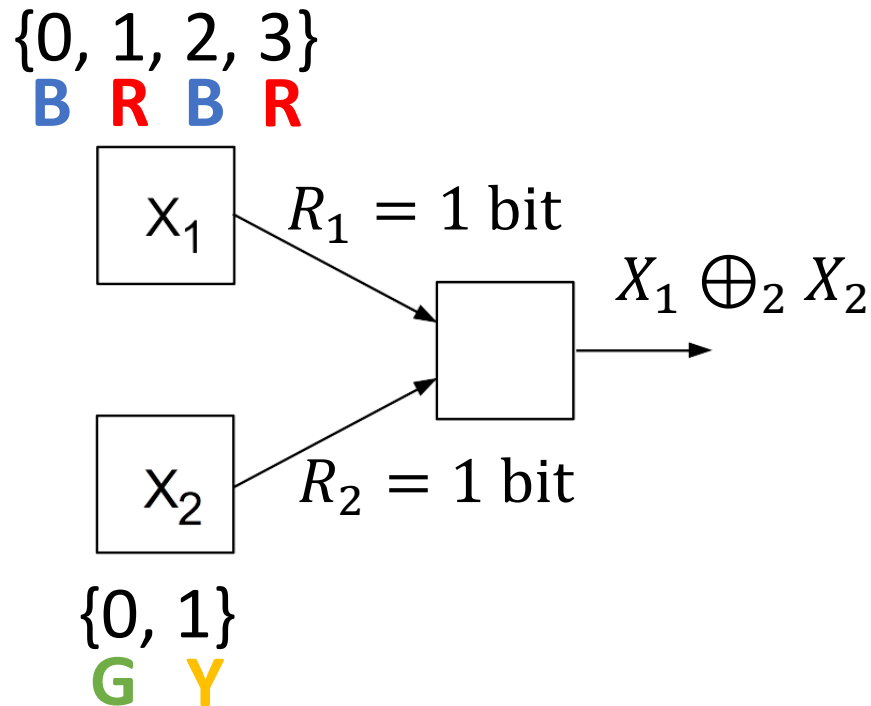 {0, 1, 2, 3}
B R B R
X₁
R₁ = 1 bit
X₁ ⊕₂ X₂
X₂
R₂ = 1 bit
{0, 1}
G Y